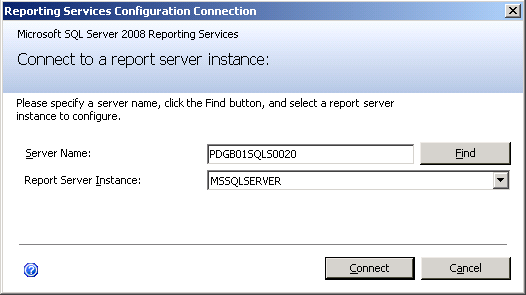 Reporting Services Configuration Connection
Microsoft SQL Server 2008 Reporting Services
Connect to a report server instance:
Please specify a server name, click the Find button, and select a report server
instance to configure.
Server Name: PDGB01SQLS0020 Find
Report Server Instance: MSSQLSERVER
Connect Cancel